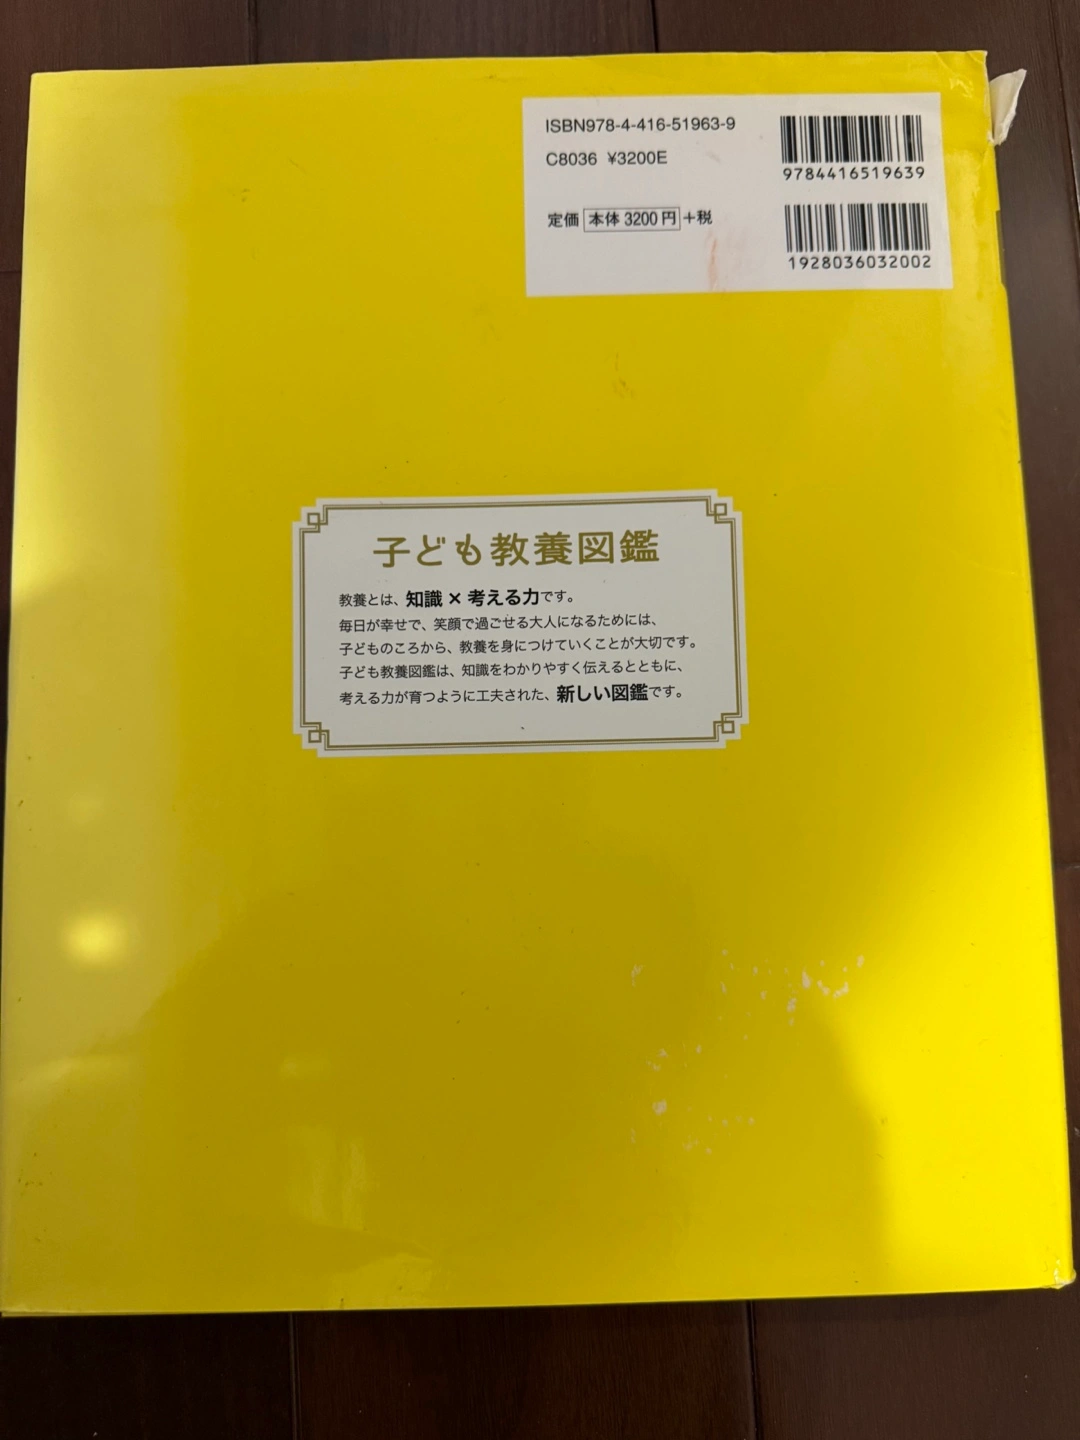 ISBN978-4-416-51963-9
C8036 ¥3200E
定価 本体 3200 円 +税
9784416519639
1928036032002
子ども教養図鑑
教養とは、知識 × 考える力です。
毎日が幸せで、笑顔で過ごせる大人になるためには、
子どものころから、教養を身につけていくことが大切です。
子ども教養図鑑は、知識をわかりやすく伝えるとともに、
考える力が育つように工夫された、新しい図鑑です。